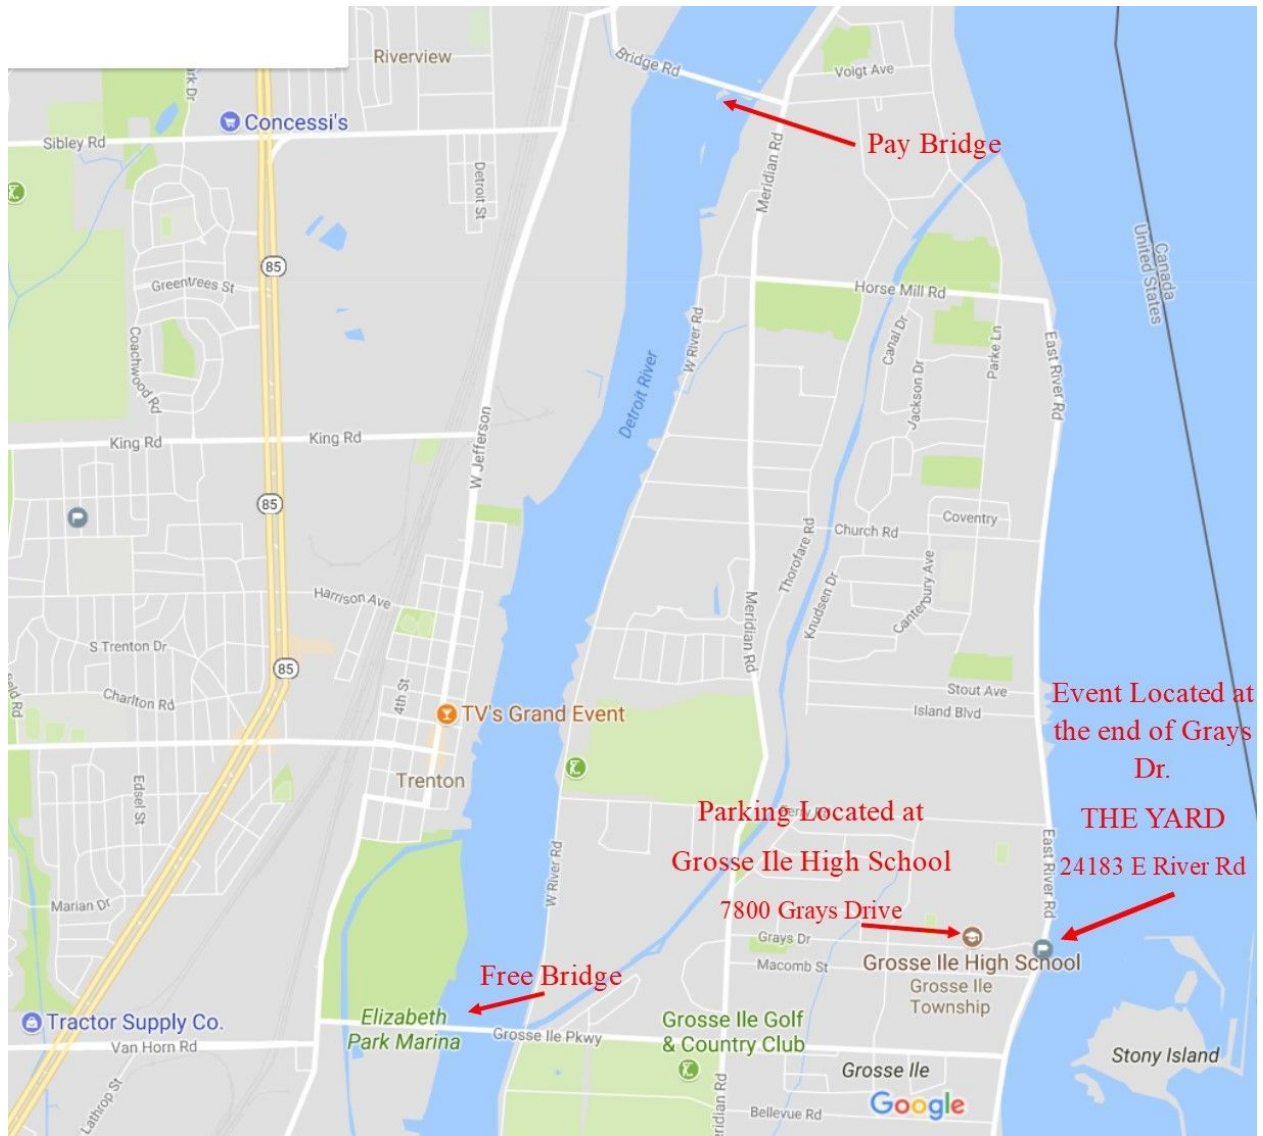 Riverview
Bridge Rd
Voigt Ave
rk Dr
Concessi's
Sibley Rd
Pay Bridge
Meridian Rd
Detroit St
85
Canada
United States
Greentrees St
Horse Mill Rd
W River Rd
Canal Dr
Parke Ln
East River Rd
Coachwood Rd
Jackson Dr
Detroit River
King Rd
King Rd
W Jefferson
85
Coventry
Church Rd
Thorofare Rd
Harrison Ave
Meridian Rd
Knudsen Dr
Canterbury Ave
S Trenton Dr
85
Charlton Rd
4th St
Stout Ave
Island Blvd
Event Located at
the end of Grays
Dr.
TV's Grand Event
Trenton
Edsel St
Parking Located at
Grosse Ile High School
7800 Grays Drive
THE YARD
24183 E River Rd
W River Rd
East River Rd
Marian Dr
Grays Dr
Macomb St
Grosse Ile High School
Grosse Ile
Township
Free Bridge
Tractor Supply Co.
Van Horn Rd
Elizabeth
Park Marina
Grosse Ile Pkwy
Grosse Ile Golf
& Country Club
Stony Island
Grosse Ile
Lathrop St
ridian Rd
Google
Bellevue Rd